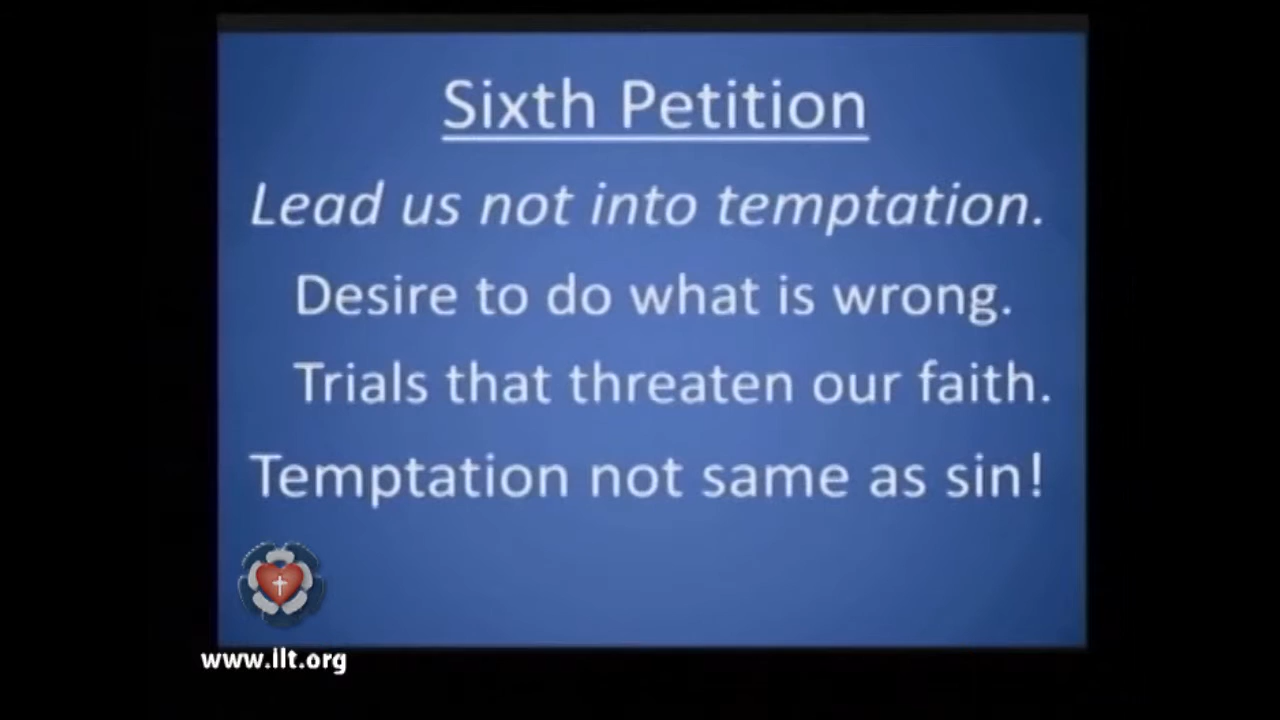 Sixth Petition
Lead us not into temptation.
Desire to do what is wrong.
Trials that threaten our faith.
Temptation not same as sin!
www.ilt.org